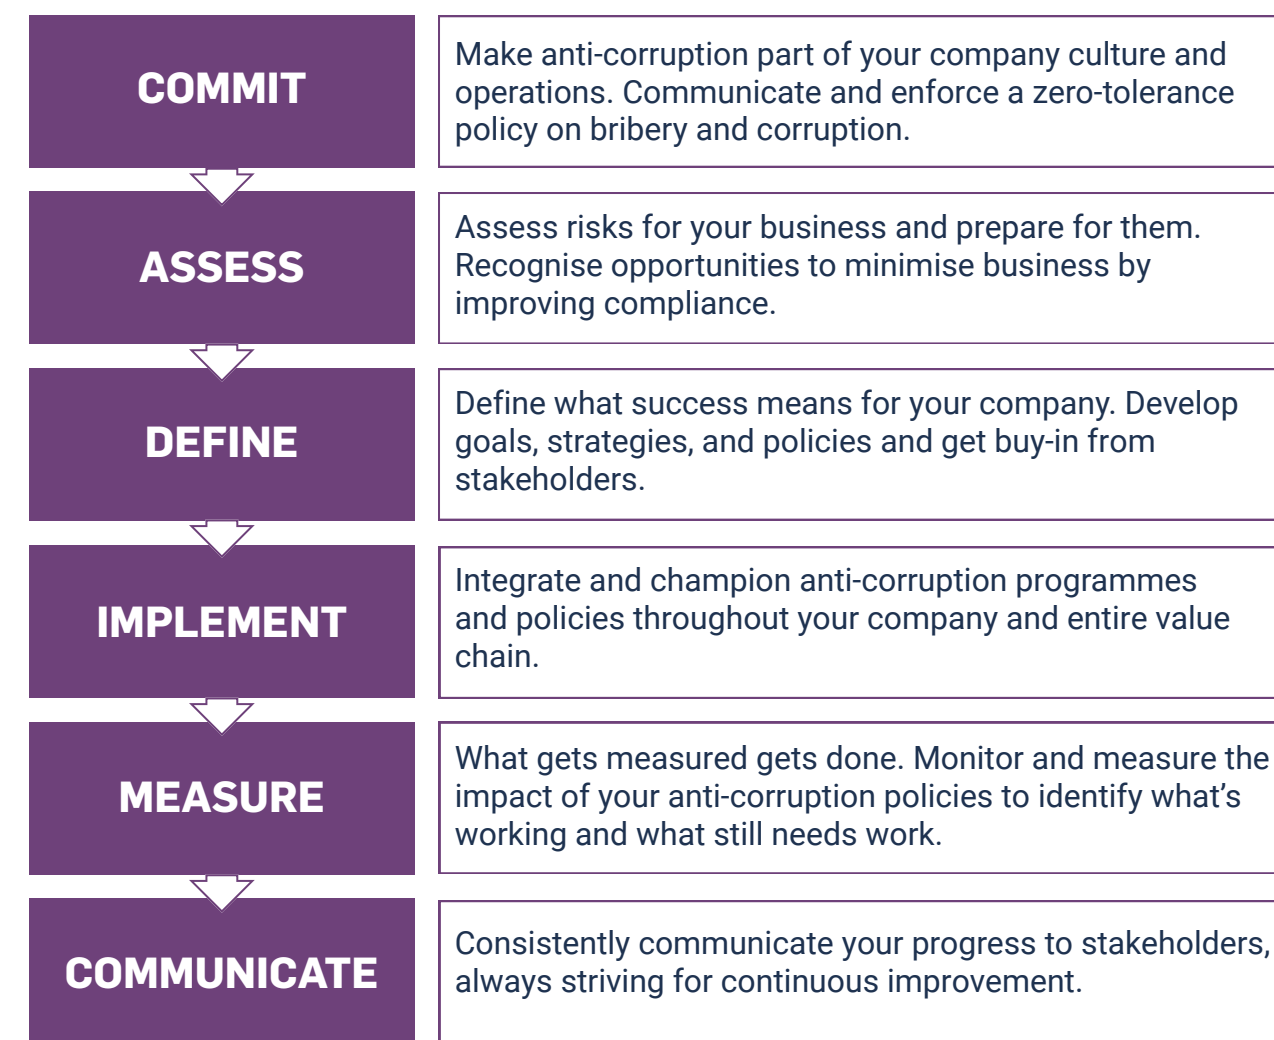 COMMIT
Make anti-corruption part of your company culture and
operations. Communicate and enforce a zero-tolerance
policy on bribery and corruption.
ASSESS
Assess risks for your business and prepare for them.
Recognise opportunities to minimise business by
improving compliance.
DEFINE
Define what success means for your company. Develop
goals, strategies, and policies and get buy-in from
stakeholders.
IMPLEMENT
Integrate and champion anti-corruption programmes
and policies throughout your company and entire value
chain.
MEASURE
What gets measured gets done. Monitor and measure the
impact of your anti-corruption policies to identify what’s
working and what still needs work.
COMMUNICATE
Consistently communicate your progress to stakeholders,
always striving for continuous improvement.